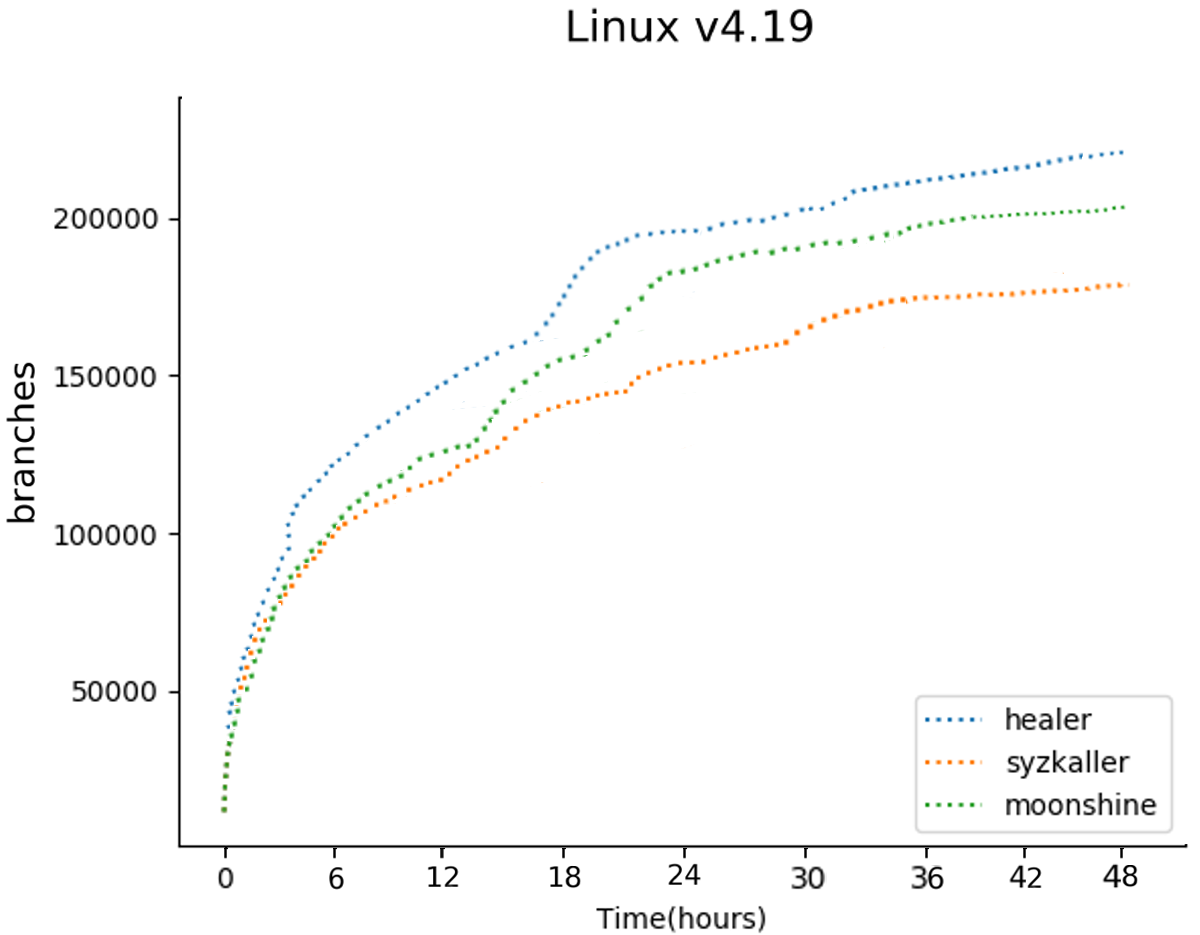 Linux v4.19
branches
200000
150000
100000
50000
healer
syzkaller
moonshine
0 6 12 18 24 30 36 42 48
Time(hours)